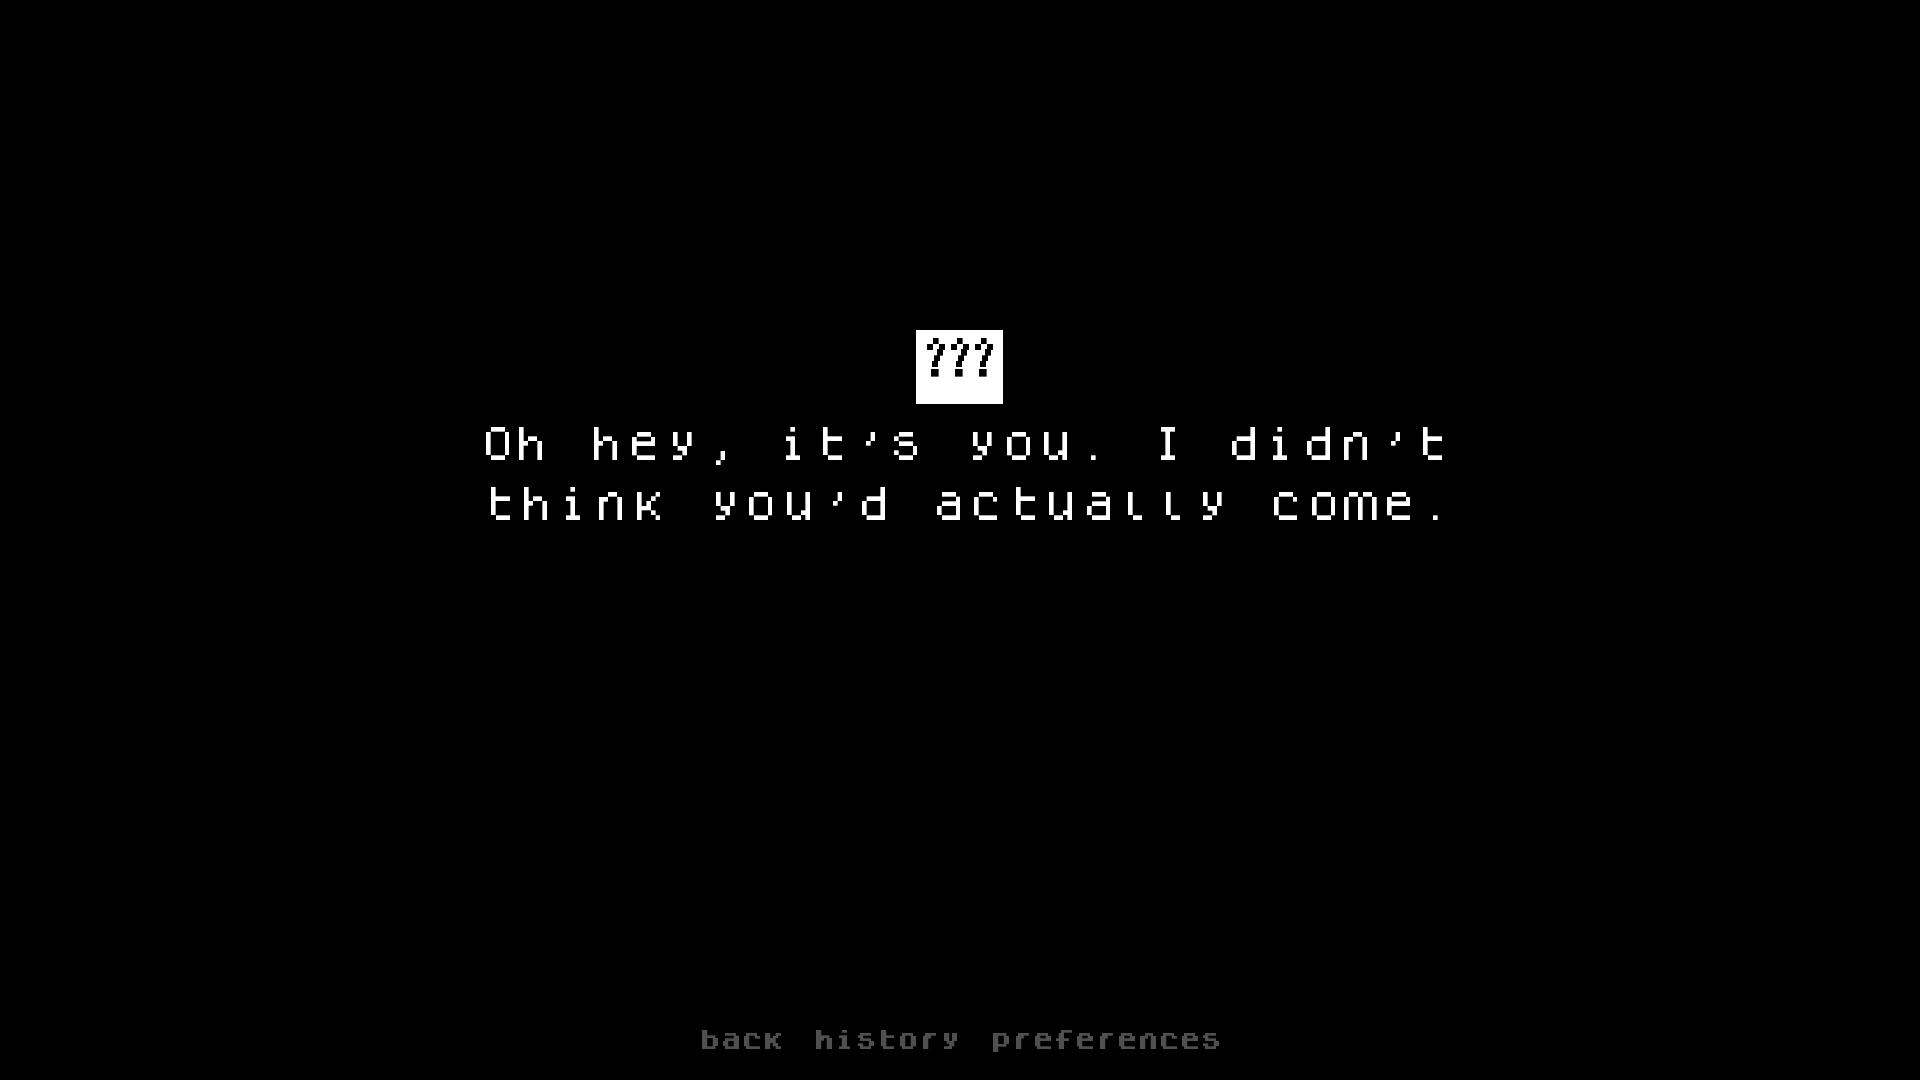 ???
Oh hey, it's you. I didn't
think you'd actually come.
back history preferences